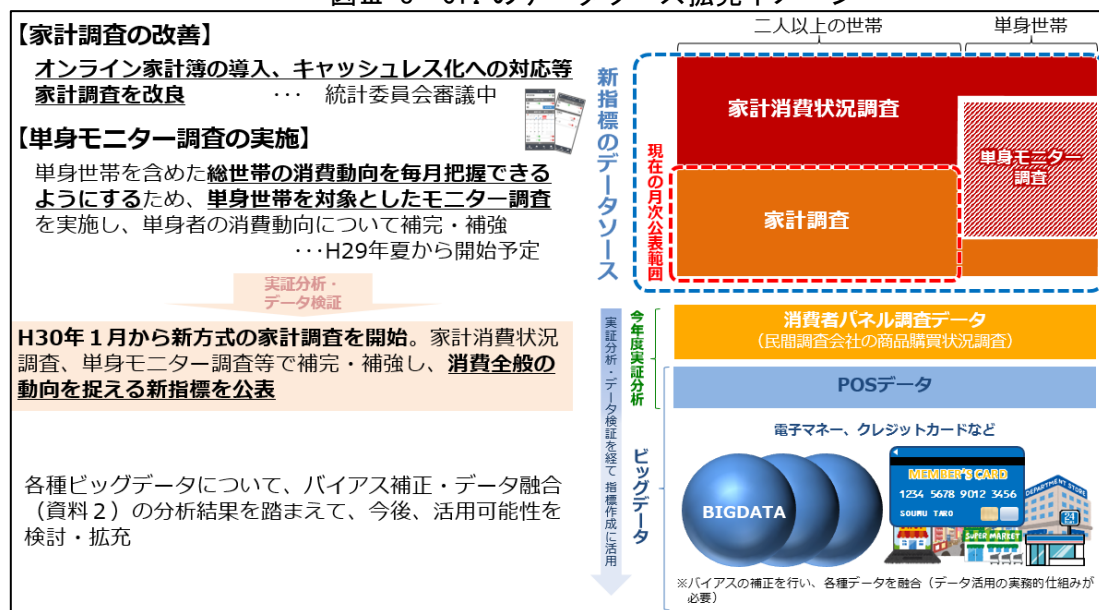 【家計調査の改善】
オンライン家計簿の導入、キャッシュレス化への対応等
家計調査を改良　　･･･　統計委員会審議中
【単身モニター調査の実施】
単身世帯を含めた総世帯の消費動向を毎月把握できる
ようにするため、単身世帯を対象としたモニター調査
を実施し、単身者の消費動向について補完・補強
･･･H29年夏から開始予定
実証分析・
データ検証
H30年１月から新方式の家計調査を開始。家計消費状況
調査、単身モニター調査等で補完・補強し、消費全般の
動向を捉える新指標を公表
各種ビッグデータについて、バイアス補正・データ融合
（資料２）の分析結果を踏まえて、今後、活用可能性を
検討・拡充
二人以上の世帯
単身世帯
新指標のデータソース
現在の月次公表範囲
家計消費状況調査
単身モニター
調査
家計調査
実証分析・データ検証を経て 指標作成に活用
今年度実証分析
消費者パネル調査データ
（民間調査会社の商品購買状況調査）
POSデータ
ビッグデータ
電子マネー、クレジットカードなど
BIGDATA
MEMBER'S CARD
1234 5678 9012 3456
SOUMU TARO
DEPARTMENT STORE
SUPER MARKET
24
※バイアスの補正を行い、各種データを融合（データ活用の実務的仕組みが
必要）